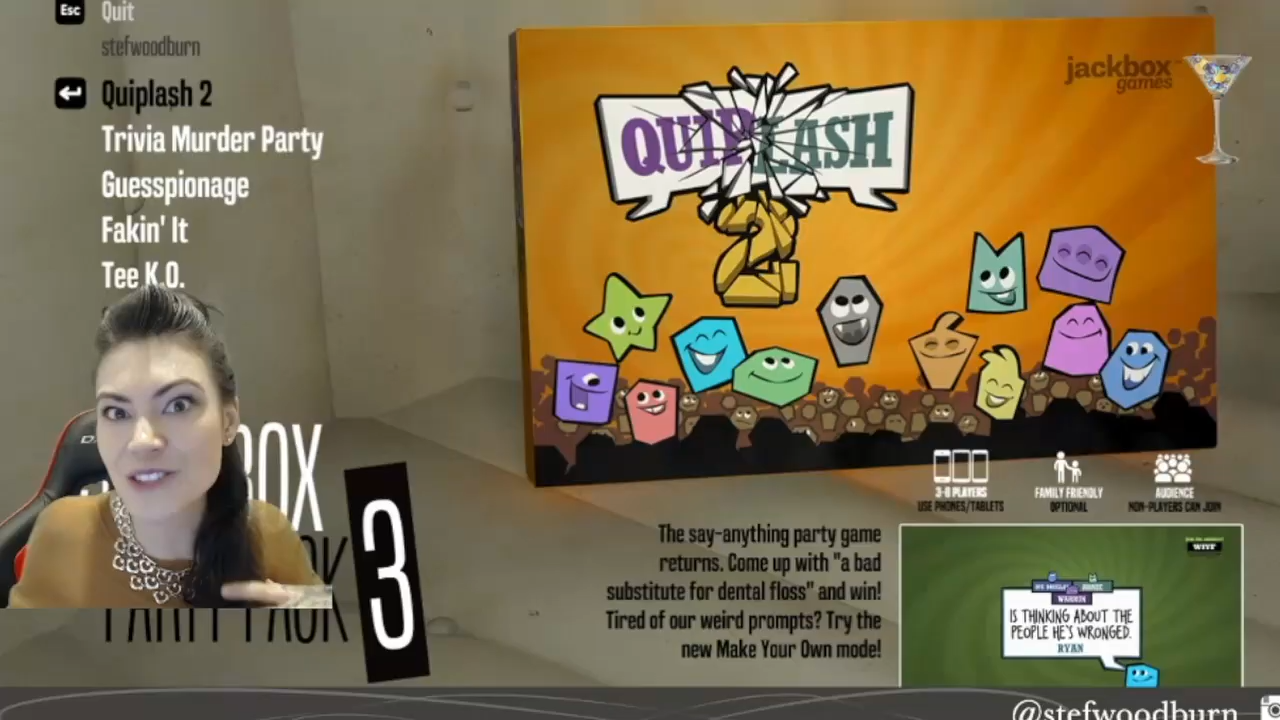 Esc Quit
stefwoodburn
Quiplash 2
Trivia Murder Party
Guesspionage
Fakin' It
Tee K.O.
jackbox
games
QUIPLASH
2
3-8 PLAYERS
USE PHONES/TABLETS
FAMILY FRIENDLY
OPTIONAL
AUDIENCE
NON-PLAYERS CAN JOIN
BOX
PARTY PACK
3
The say-anything party game
returns. Come up with "a bad
substitute for dental floss" and win!
Tired of our weird prompts? Try the
new Make Your Own mode!
IS THINKING ABOUT THE
PEOPLE HE'S WRONGED.
RYAN
@stefwoodburn